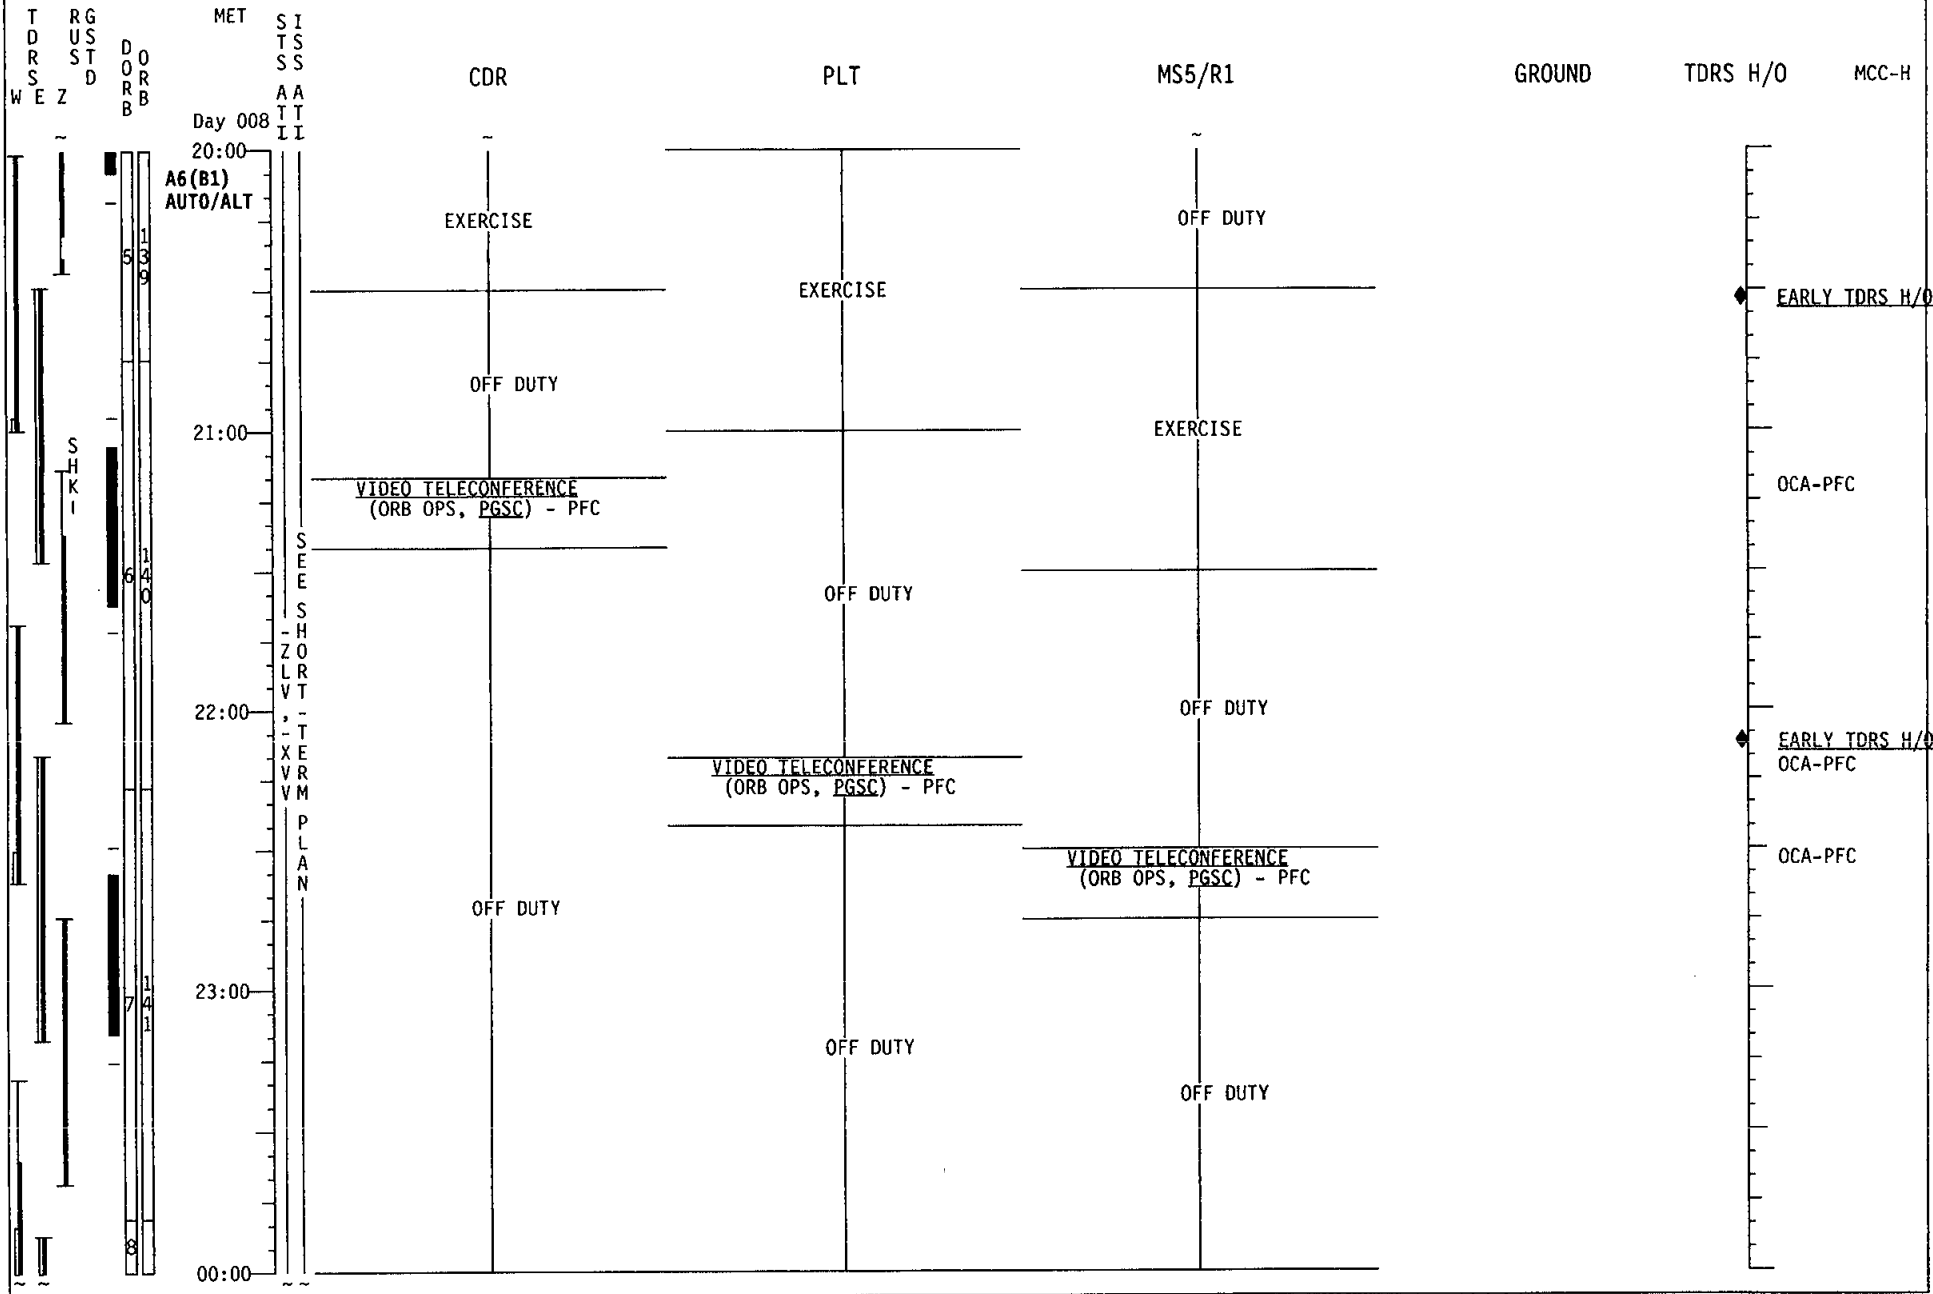 TDRS
W E Z
RUS
GSTD
DORB
ORB
MET
STS ATT
ISS ATT
CDR
PLT
MS5/R1
GROUND
TDRS H/O
MCC-H
Day 008
~
~
~
20:00
A6(B1)
AUTO/ALT
EXERCISE
OFF DUTY
5
139
EXERCISE
EARLY TDRS H/O
OFF DUTY
21:00
EXERCISE
SHKI
VIDEO TELECONFERENCE
(ORB OPS, PGSC) - PFC
OCA-PFC
6
140
OFF DUTY
-ZLV,-XVV
SEE SHORT-TERM PLAN
22:00
OFF DUTY
EARLY TDRS H/O
VIDEO TELECONFERENCE
(ORB OPS, PGSC) - PFC
OCA-PFC
VIDEO TELECONFERENCE
(ORB OPS, PGSC) - PFC
OCA-PFC
OFF DUTY
7
141
23:00
OFF DUTY
OFF DUTY
8
00:00
~ ~
~ ~